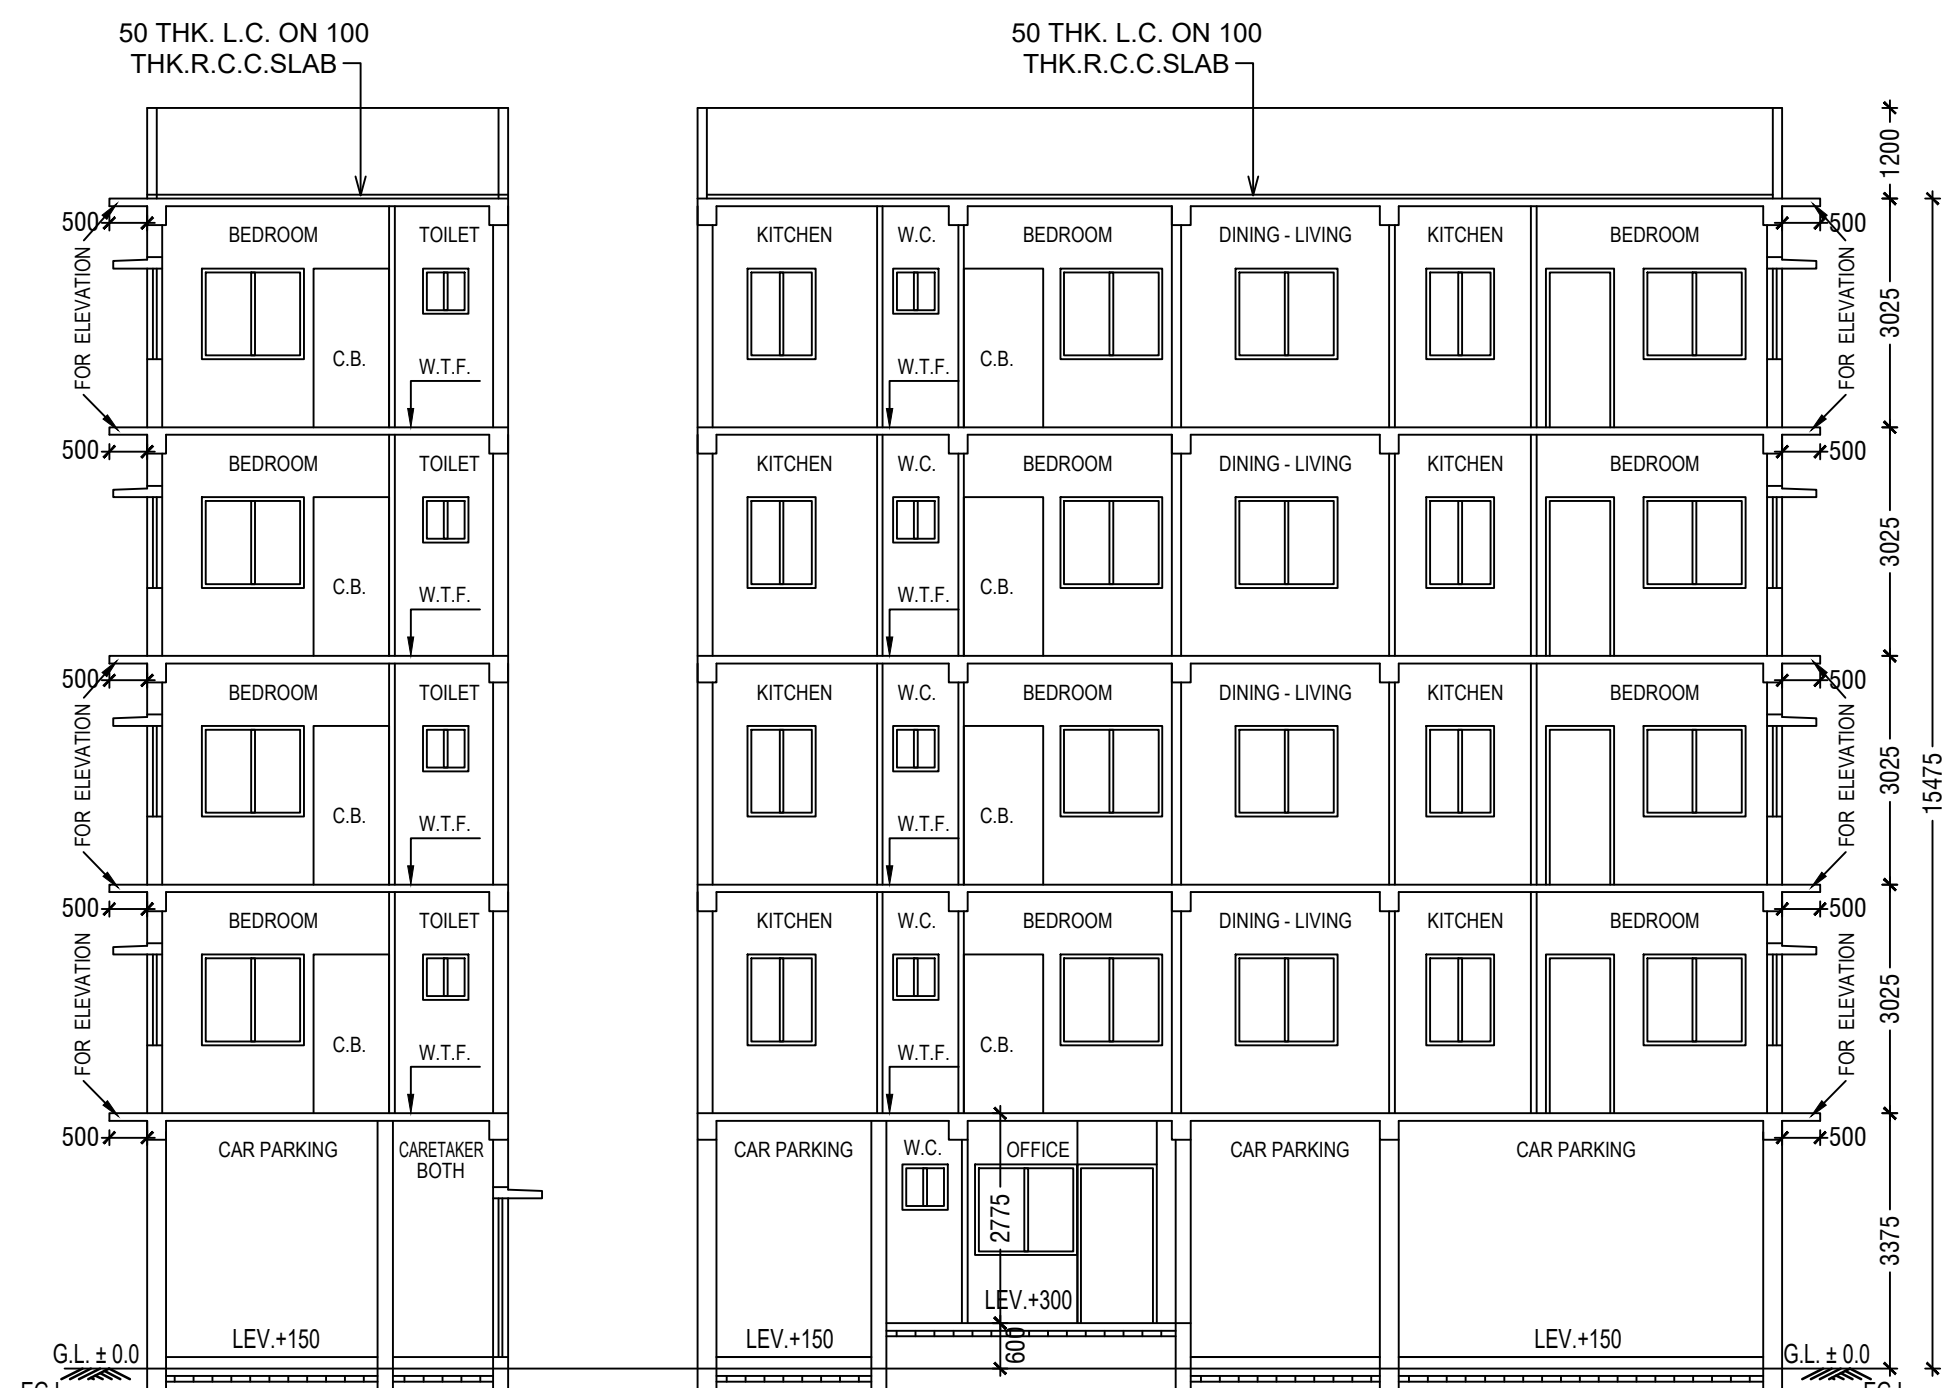 50 THK. L.C. ON 100
THK.R.C.C.SLAB
50 THK. L.C. ON 100
THK.R.C.C.SLAB
1200
500
BEDROOM
TOILET
KITCHEN
W.C.
BEDROOM
DINING - LIVING
KITCHEN
BEDROOM
500
FOR ELEVATION
C.B.
W.T.F.
W.T.F.
C.B.
FOR ELEVATION
3025
500
BEDROOM
TOILET
KITCHEN
W.C.
BEDROOM
DINING - LIVING
KITCHEN
BEDROOM
500
C.B.
W.T.F.
W.T.F.
C.B.
3025
500
BEDROOM
TOILET
KITCHEN
W.C.
BEDROOM
DINING - LIVING
KITCHEN
BEDROOM
500
FOR ELEVATION
C.B.
W.T.F.
W.T.F.
C.B.
FOR ELEVATION
3025
15475
500
BEDROOM
TOILET
KITCHEN
W.C.
BEDROOM
DINING - LIVING
KITCHEN
BEDROOM
500
FOR ELEVATION
C.B.
W.T.F.
W.T.F.
C.B.
FOR ELEVATION
3025
500
CAR PARKING
CARETAKER
BOTH
CAR PARKING
W.C.
OFFICE
CAR PARKING
CAR PARKING
500
2775
3375
LEV.+300
LEV.+150
LEV.+150
600
LEV.+150
G.L. ± 0.0
G.L. ± 0.0